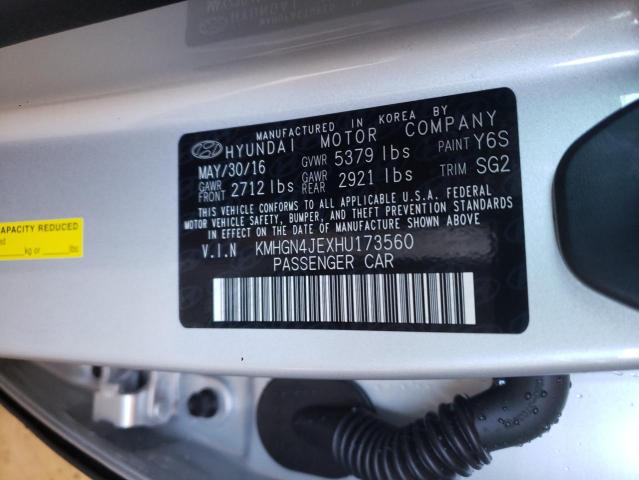 MANUFACTURED IN KOREA BY
HYUNDAI MOTOR COMPANY
MAY/30/16 GVWR 5379 lbs PAINT Y6S
GAWR FRONT 2712 lbs GAWR REAR 2921 lbs TRIM SG2
THIS VEHICLE CONFORMS TO ALL APPLICABLE U.S.A. FEDERAL
MOTOR VEHICLE SAFETY, BUMPER, AND THEFT PREVENTION STANDARDS
IN EFFECT ON THE DATE OF MANUFACTURE SHOWN ABOVE.
V.I.N KMHGN4JEXHU173560
PASSENGER CAR
CAPACITY REDUCED
kg or lbs